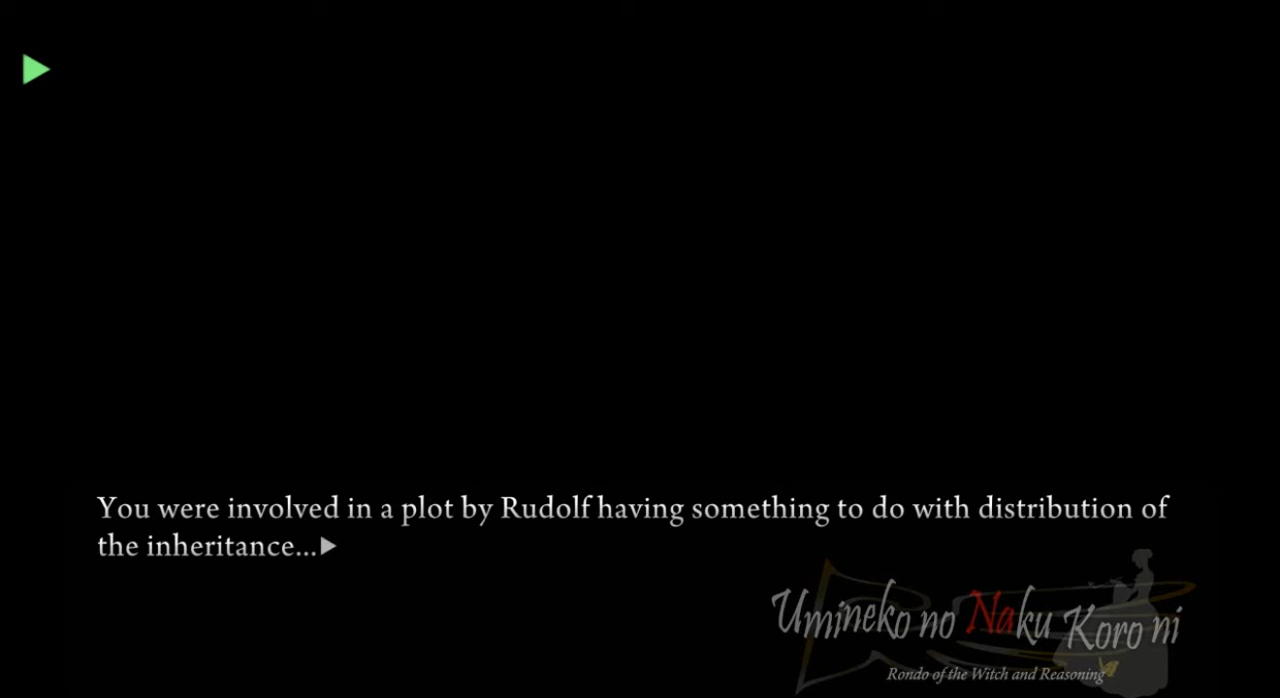 You were involved in a plot by Rudolf having something to do with distribution of
the inheritance...
Umineko no Naku Koro ni
Rondo of the Witch and Reasoning